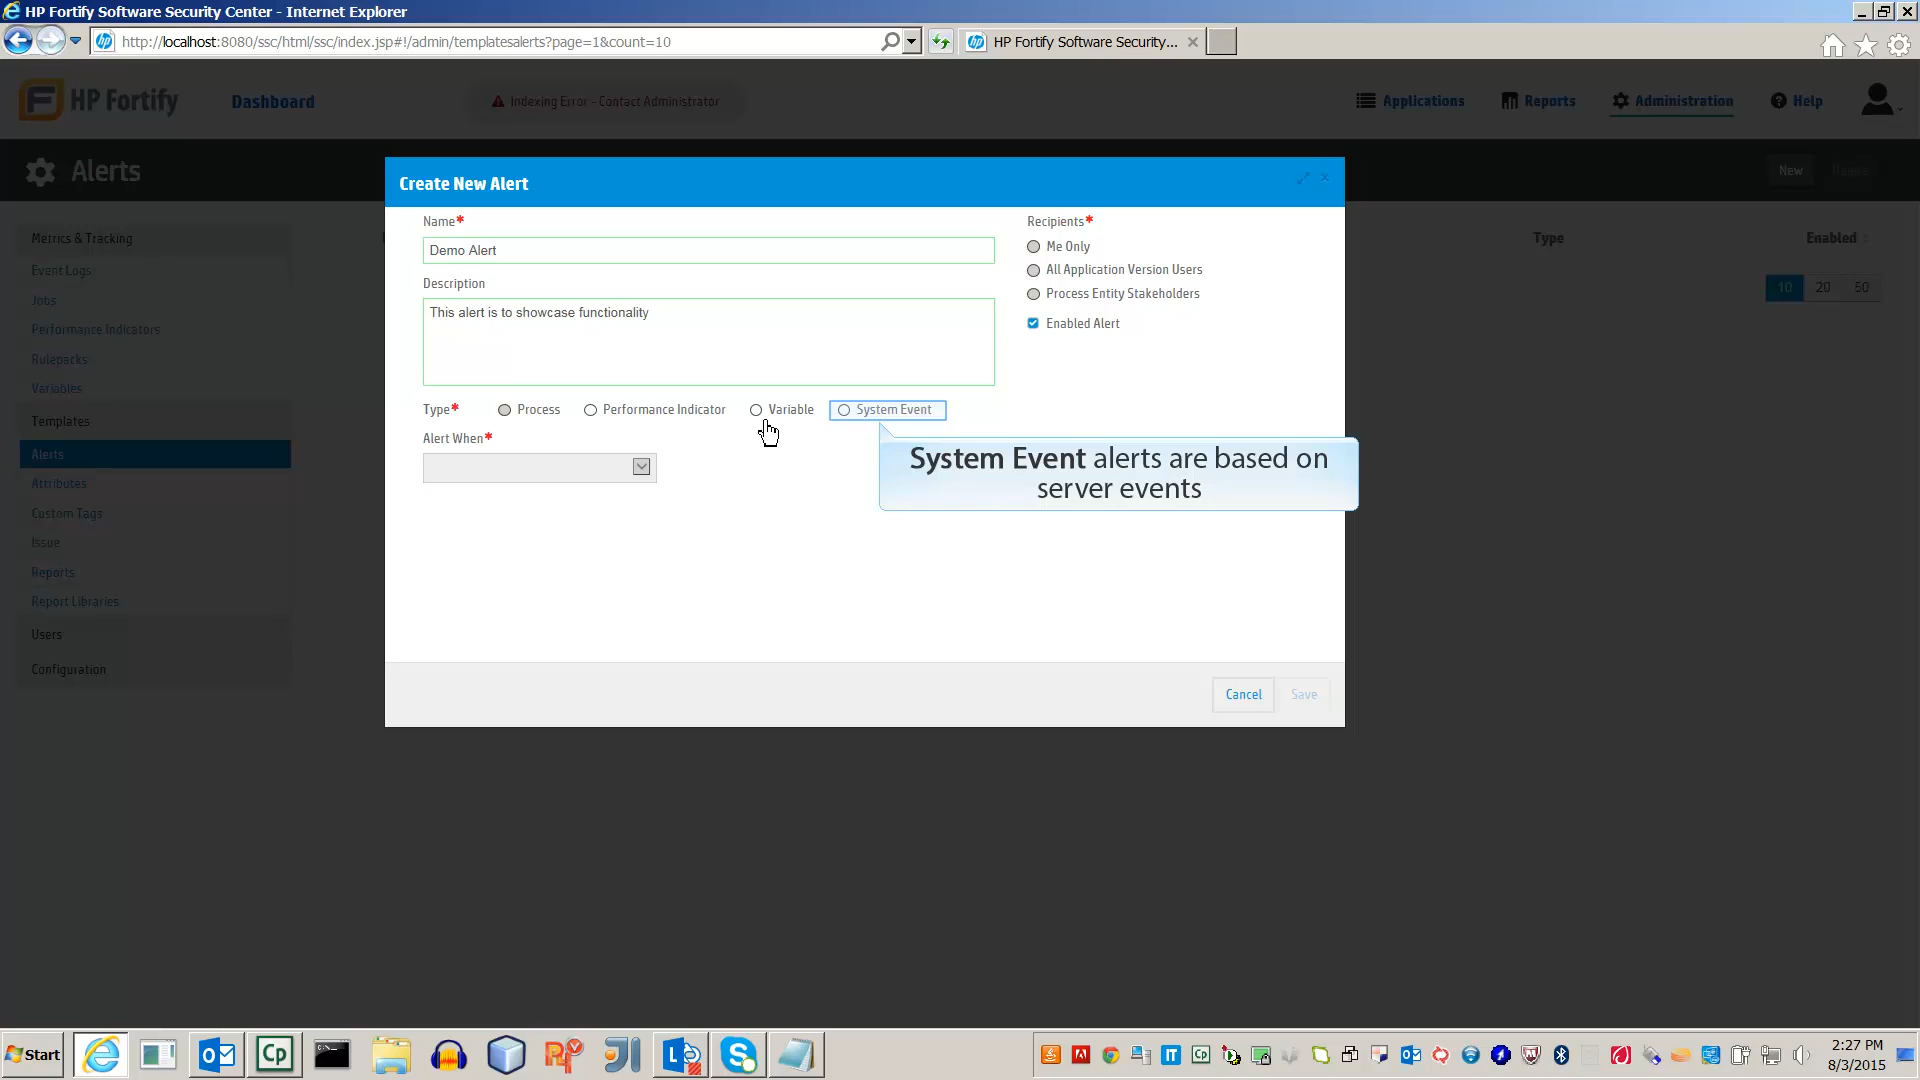 HP Fortify Software Security Center - Internet Explorer
http://localhost:8080/ssc/html/ssc/index.jsp#!/admin/templatesalerts?page=1&count=10
HP Fortify Software Security...
HP Fortify
Dashboard
Indexing Error - Contact Administrator
Applications
Reports
Administration
Help
Alerts
New
Metrics & Tracking
Event Logs
Jobs
Performance Indicators
Rulepacks
Variables
Templates
Alerts
Attributes
Custom Tags
Issue
Reports
Report Libraries
Users
Configuration
Type
Enabled
10 20 50
Create New Alert
Name*
Demo Alert
Description
This alert is to showcase functionality
Type* Process Performance Indicator Variable System Event
Alert When*
Recipients*
Me Only
All Application Version Users
Process Entity Stakeholders
Enabled Alert
System Event alerts are based on
server events
Cancel Save
Start
2:27 PM
8/3/2015